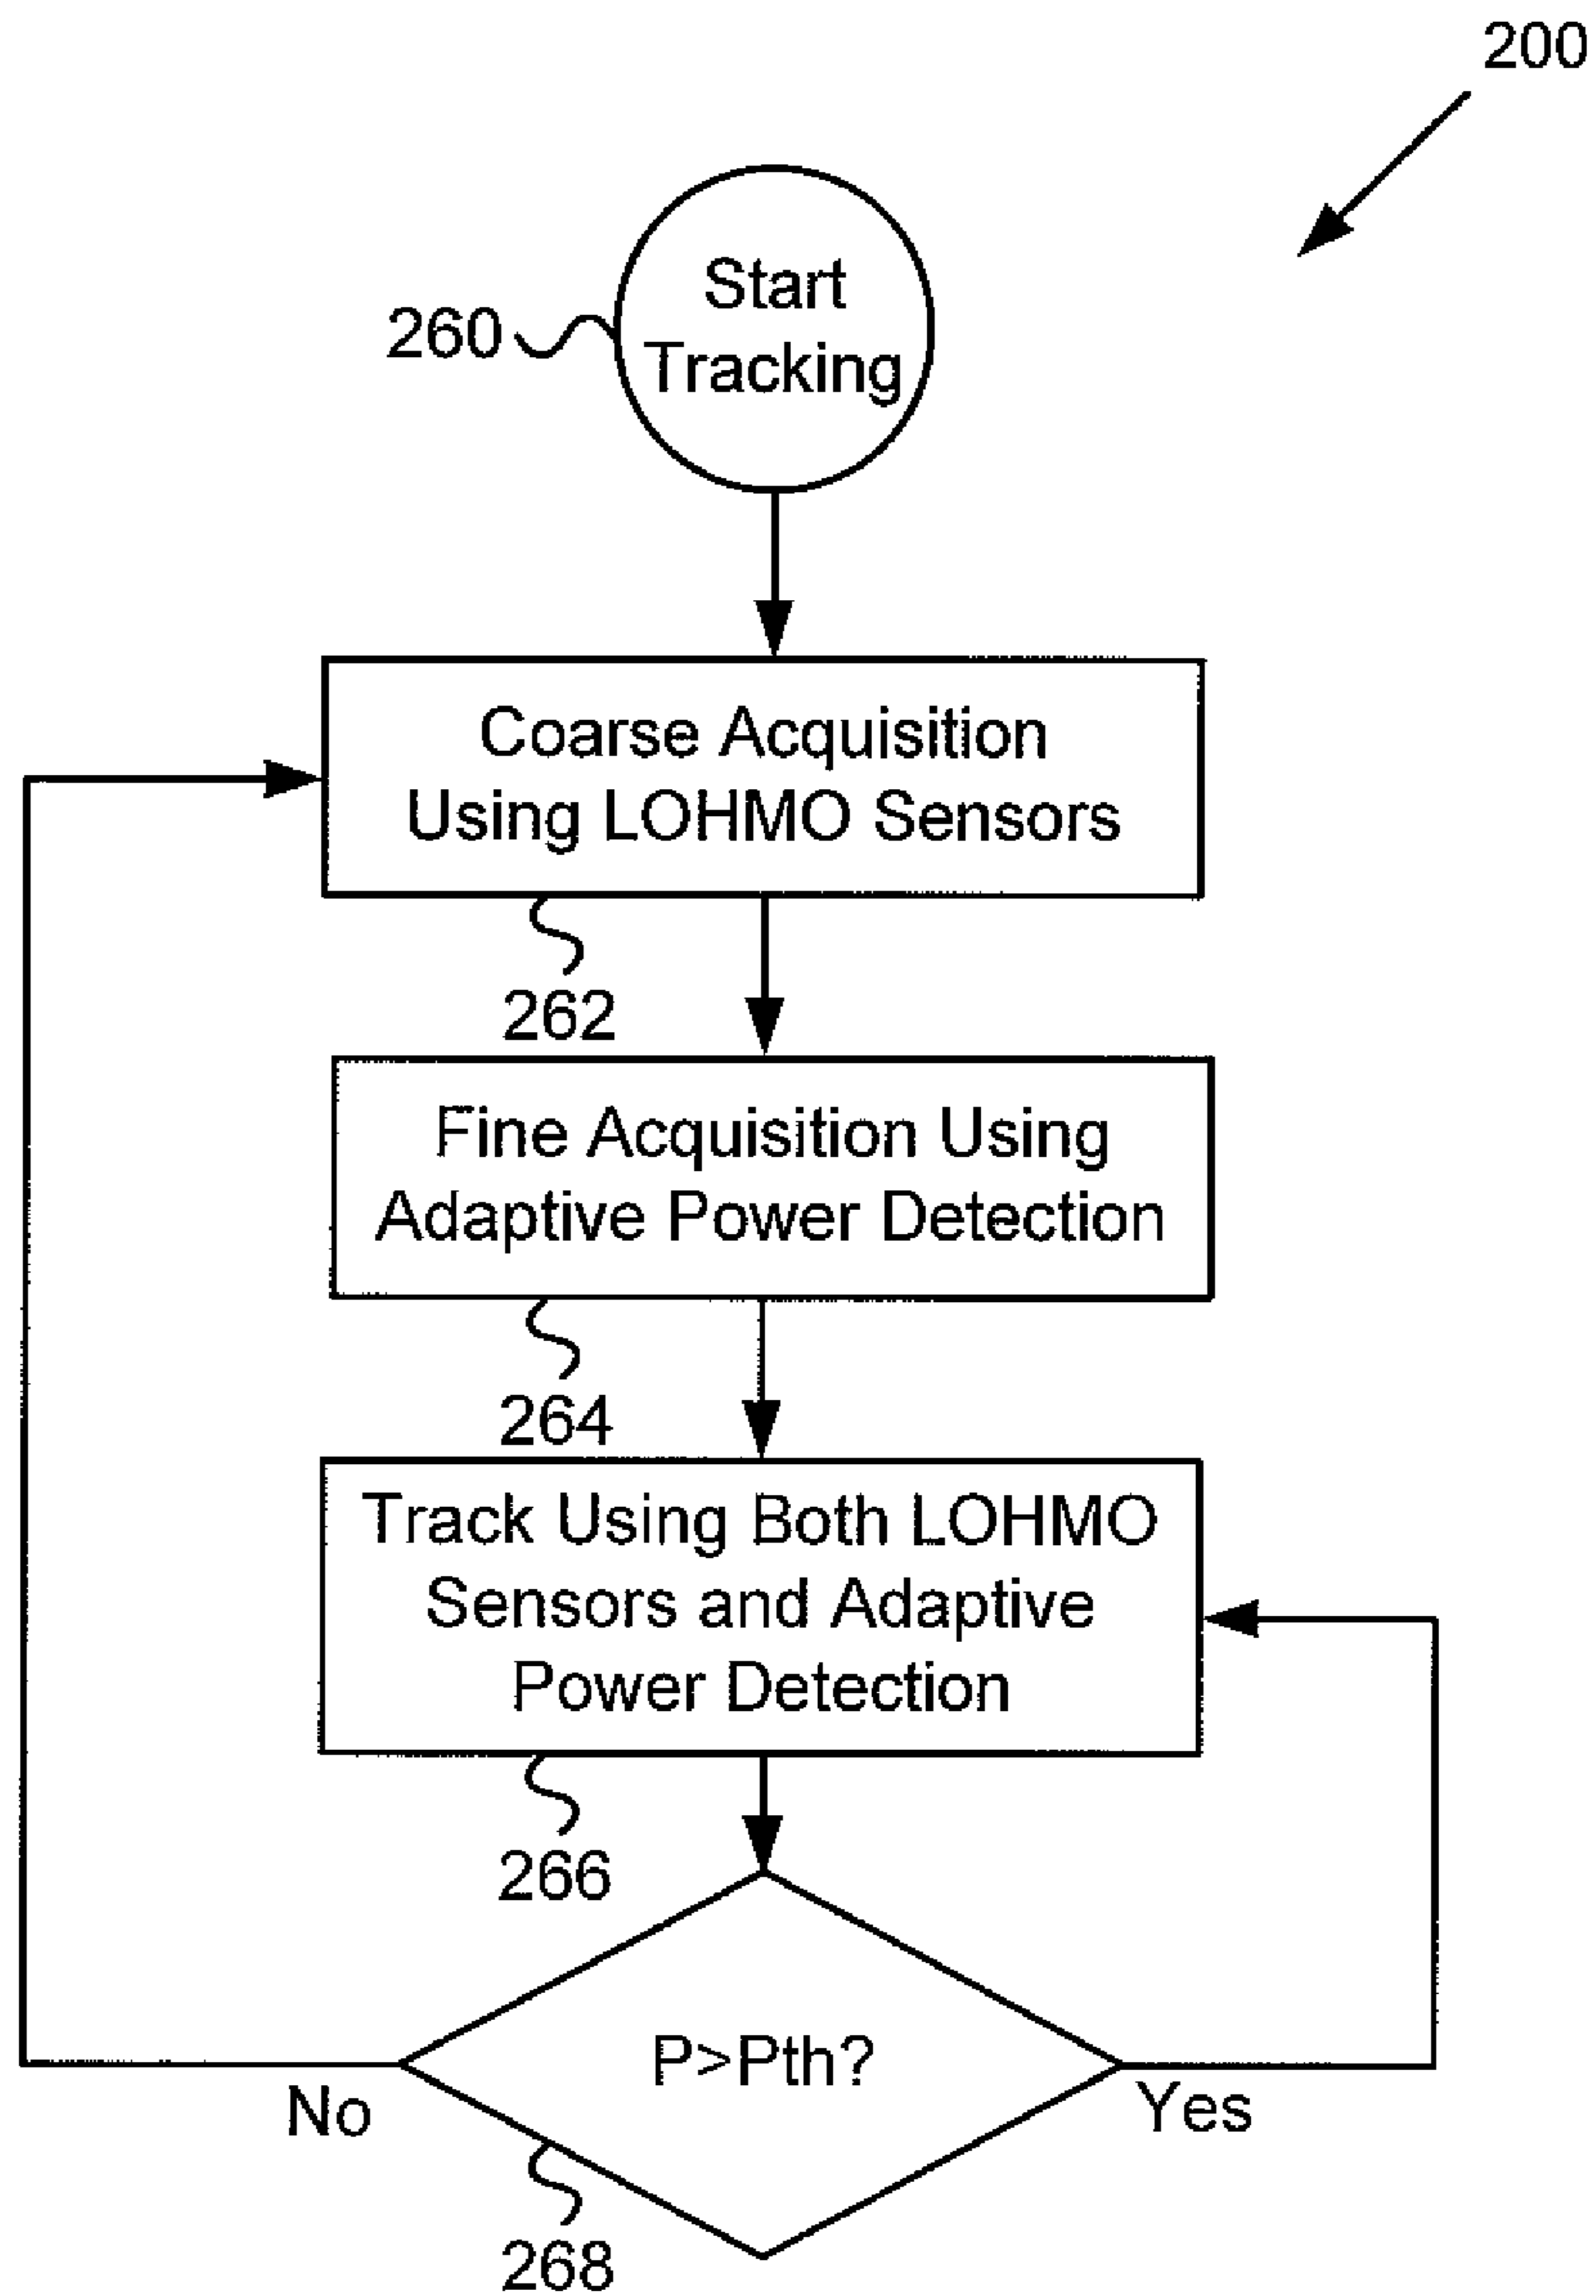 200
Start
Tracking
260
Coarse Acquisition
Using LOHMO Sensors
262
Fine Acquisition Using
Adaptive Power Detection
264
Track Using Both LOHMO
Sensors and Adaptive
Power Detection
266
P>Pth?
No
Yes
268